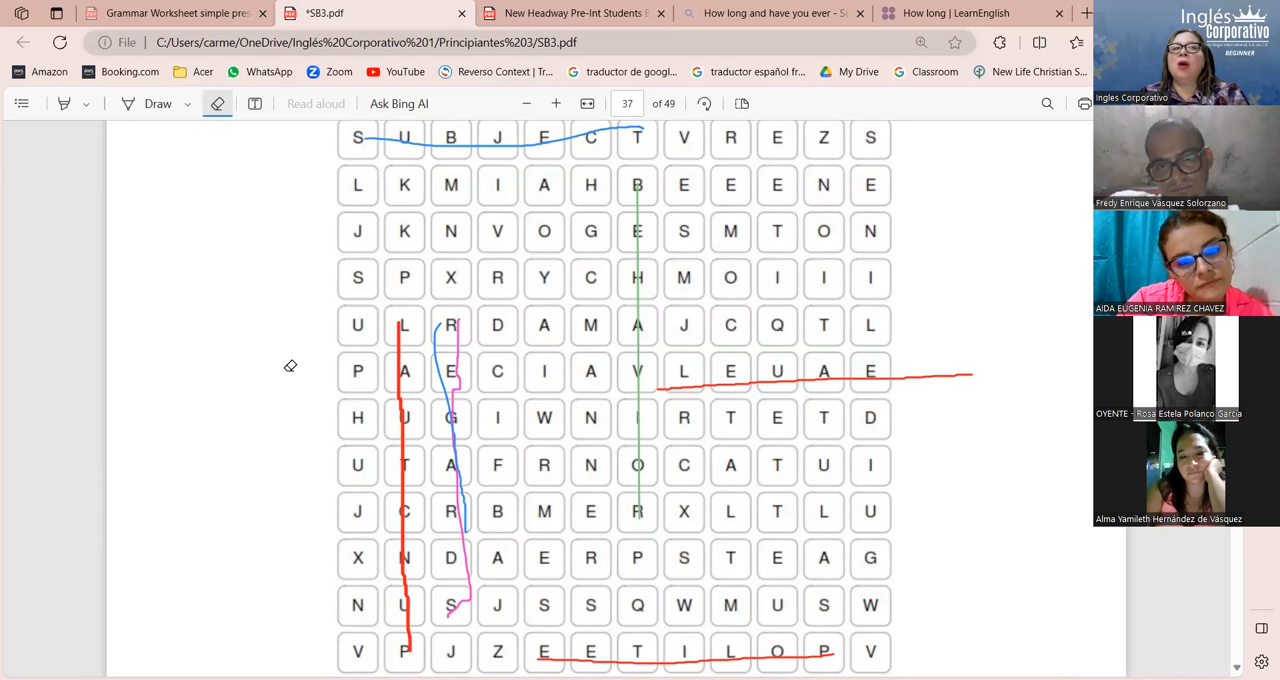 Grammar Worksheet simple pres
*SB3.pdf
New Headway Pre-Int Students B
How long and have you ever - Se
How long | LearnEnglish
File
C:/Users/carme/OneDrive/Inglés%20Corporativo%201/Principiantes%203/SB3.pdf
Amazon
Booking.com
Acer
WhatsApp
Zoom
YouTube
Reverso Context | Tr...
traductor de googl...
traductor español fr...
My Drive
Classroom
New Life Christian S...
Draw
Read aloud
Ask Bing AI
37 of 49
S U B J E C T V R E Z S
L K M I A H B E E E N E
J K N V O G E S M T O N
S P X R Y C H M O I I I
U L R D A M A J C Q T L
P A E C I A V L E U A E
H U G I W N I R T E T D
U T A F R N O C A T U I
J C R B M E R X L T L U
X N D A E R P S T E A G
N U S J S S Q W M U S W
V P J Z E E T I L O P V
Inglés
Corporativo
BEGINNER
Ingles Corporativo
Fredy Enrique Vásquez Solorzano
AIDA EUGENIA RAMIREZ CHAVEZ
OYENTE - Rosa Estela Polanco García
Alma Yamileth Hernández de Vásquez